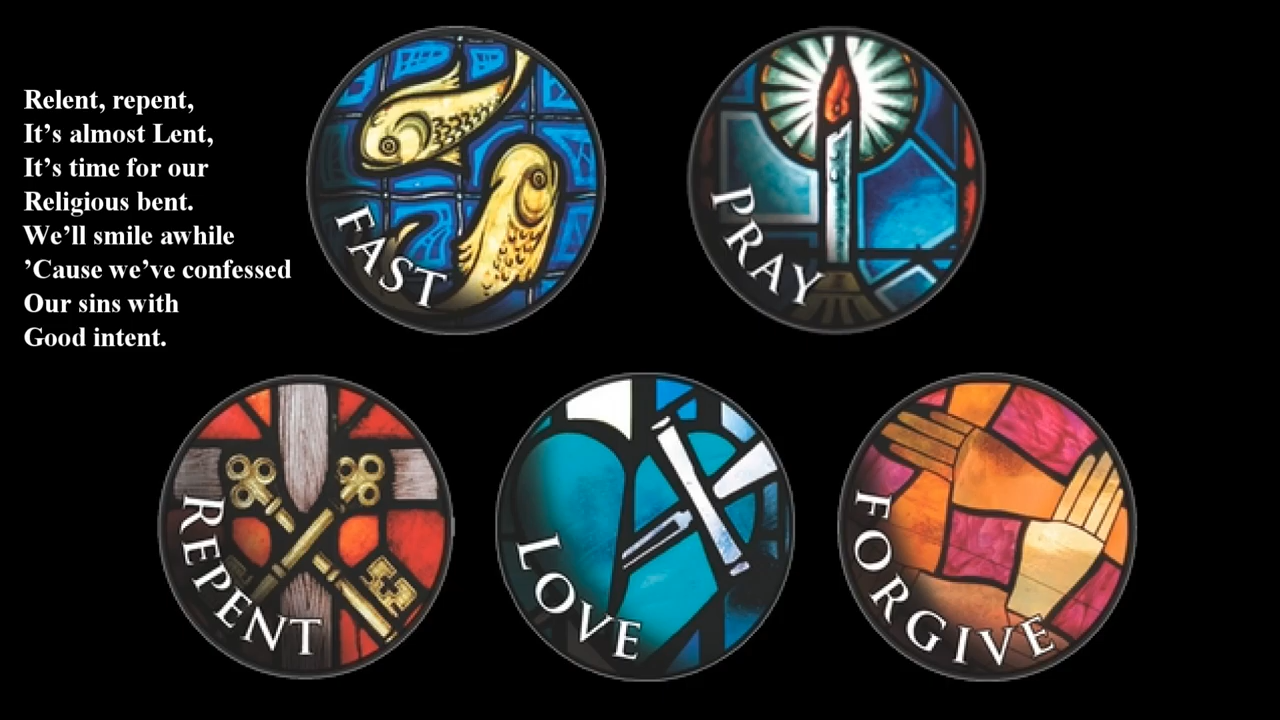 Relent, repent,
It’s almost Lent,
It’s time for our
Religious bent.
We’ll smile awhile
’Cause we’ve confessed
Our sins with
Good intent.
FAST
PRAY
REPENT
LOVE
FORGIVE